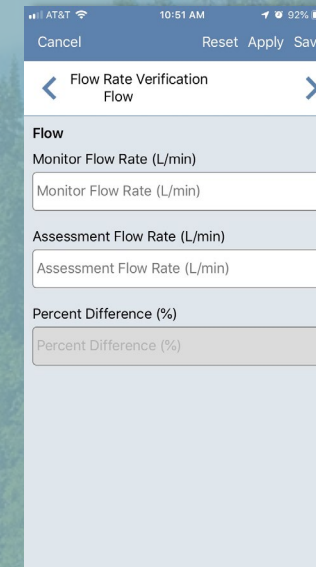 AT&T 10:51 AM 92%
Cancel Reset Apply
Flow Rate Verification
Flow
Flow
Monitor Flow Rate (L/min)
Monitor Flow Rate (L/min)
Assessment Flow Rate (L/min)
Assessment Flow Rate (L/min)
Percent Difference (%)
Percent Difference (%)